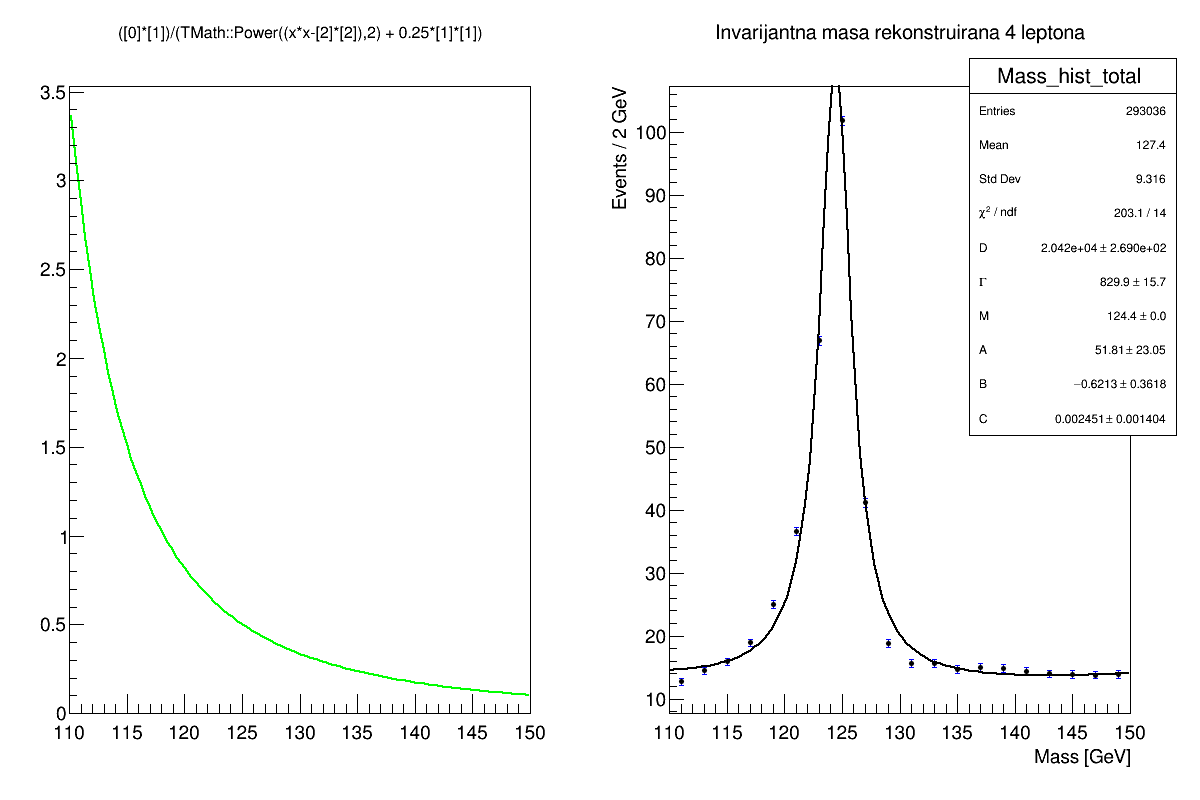 ([0]*[1])/(TMath::Power((x*x-[2]*[2]),2) + 0.25*[1]*[1])
3.5
3
2.5
2
1.5
1
0.5
0
110 115 120 125 130 135 140 145 150
Invarijantna masa rekonstruirana 4 leptona
Events / 2 GeV
100
90
80
70
60
50
40
30
20
10
110 115 120 125 130 135 140 145 150
Mass [GeV]
Mass_hist_total
Entries 293036
Mean 127.4
Std Dev 9.316
χ² / ndf 203.1 / 14
D 2.042e+04 ± 2.690e+02
Γ 829.9 ± 15.7
M 124.4 ± 0.0
A 51.81 ± 23.05
B −0.6213 ± 0.3618
C 0.002451 ± 0.001404